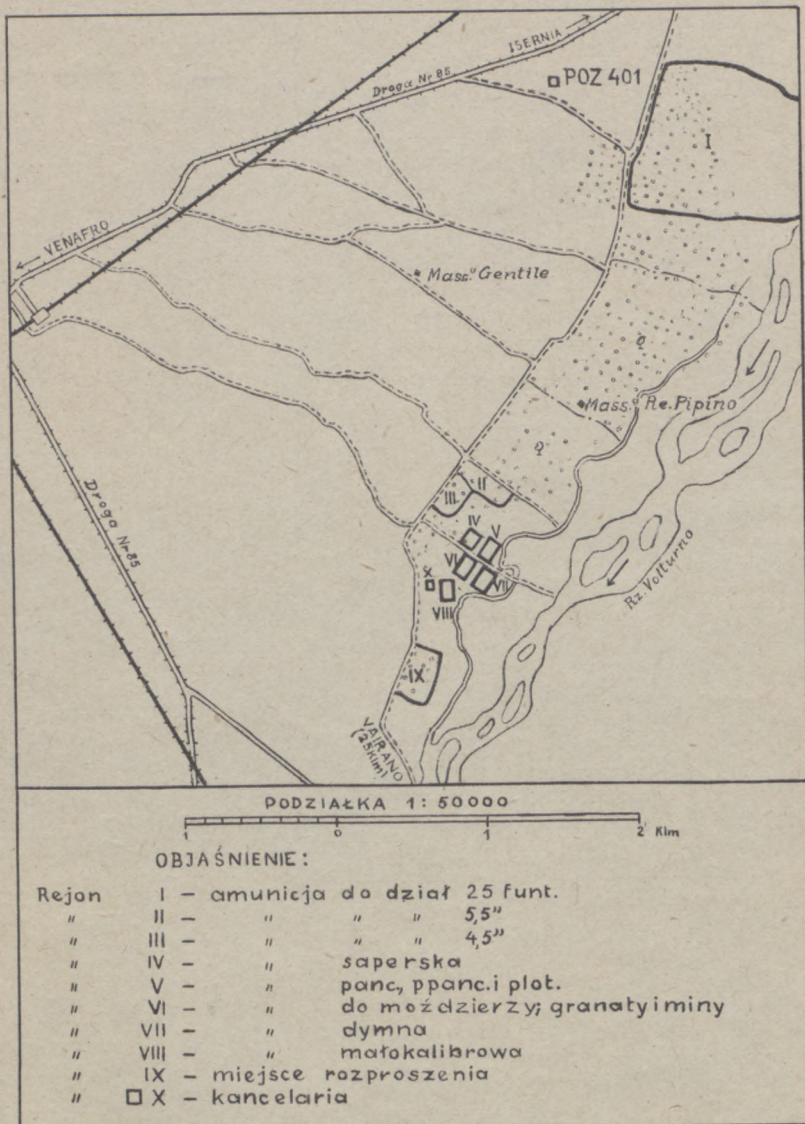 ISERNIA
Droga Nr 85
POZ 401
I
VENAFRO
Mass.ª Gentile
Mass.ª Re. Pipino
II
III
IV
V
VI
VII
X
VIII
IX
Droga Nr 85
Rz. Volturno
VAIRANO
(25 Klm)
PODZIAŁKA 1:50000
1 0 1 2 Klm
OBJAŚNIENIE:
Rejon I – amunicja do dział 25 funt.
" II – " " " 5,5"
" III – " " " 4,5"
" IV – " saperska
" V – " panc., ppanc. i plot.
" VI – " do moździerzy; granaty i miny
" VII – " dymna
" VIII – " małokalibrowa
" IX – miejsce rozproszenia
" X – kancelaria